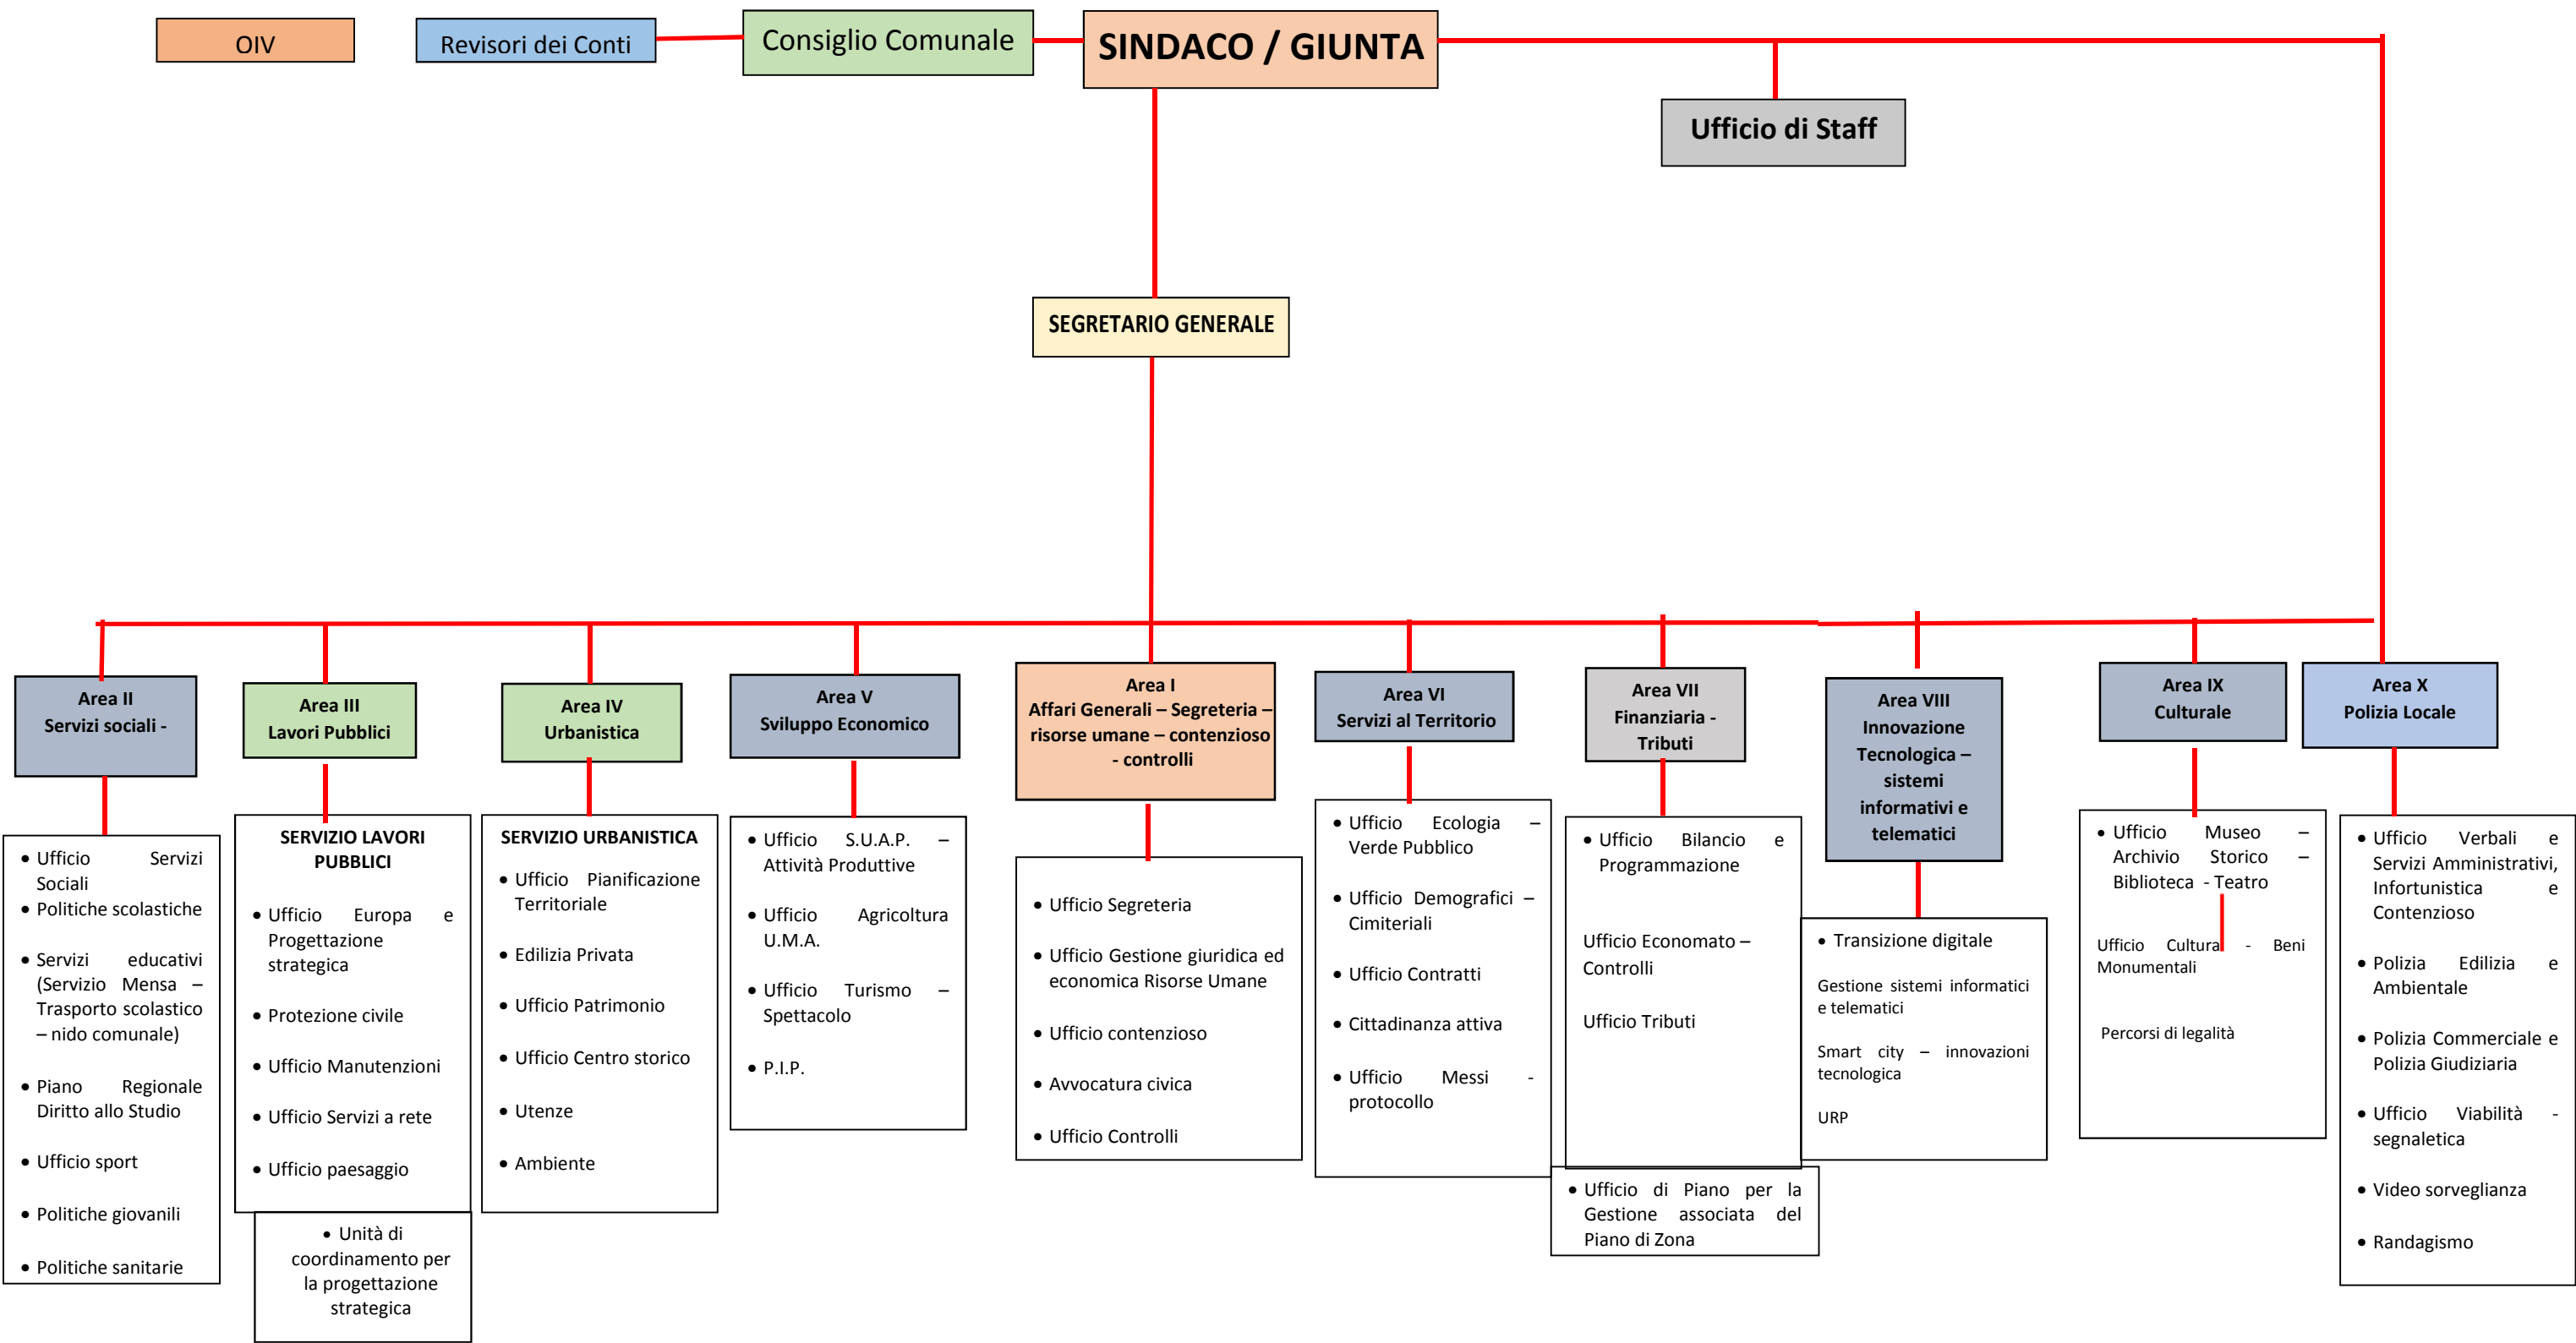 OIV
Revisori dei Conti
Consiglio Comunale
SINDACO / GIUNTA
Ufficio di Staff
SEGRETARIO GENERALE
Area II
Servizi sociali -
• Ufficio Servizi
Sociali
• Politiche scolastiche
• Servizi educativi
(Servizio Mensa –
Trasporto scolastico
– nido comunale)
• Piano Regionale
Diritto allo Studio
• Ufficio sport
• Politiche giovanili
• Politiche sanitarie
Area III
Lavori Pubblici
SERVIZIO LAVORI
PUBBLICI
• Ufficio Europa e
Progettazione
strategica
• Protezione civile
• Ufficio Manutenzioni
• Ufficio Servizi a rete
• Ufficio paesaggio
• Unità di
coordinamento per
la progettazione
strategica
Area IV
Urbanistica
SERVIZIO URBANISTICA
• Ufficio Pianificazione
Territoriale
• Edilizia Privata
• Ufficio Patrimonio
• Ufficio Centro storico
• Utenze
• Ambiente
Area V
Sviluppo Economico
• Ufficio S.U.A.P. –
Attività Produttive
• Ufficio Agricoltura
U.M.A.
• Ufficio Turismo –
Spettacolo
• P.I.P.
Area I
Affari Generali – Segreteria –
risorse umane – contenzioso
- controlli
• Ufficio Segreteria
• Ufficio Gestione giuridica ed
economica Risorse Umane
• Ufficio contenzioso
• Avvocatura civica
• Ufficio Controlli
Area VI
Servizi al Territorio
• Ufficio Ecologia –
Verde Pubblico
• Ufficio Demografici –
Cimiteriali
• Ufficio Contratti
• Cittadinanza attiva
• Ufficio Messi -
protocollo
Area VII
Finanziaria -
Tributi
• Ufficio Bilancio e
Programmazione
Ufficio Economato –
Controlli
Ufficio Tributi
• Ufficio di Piano per la
Gestione associata del
Piano di Zona
Area VIII
Innovazione
Tecnologica –
sistemi
informativi e
telematici
• Transizione digitale
Gestione sistemi informatici
e telematici
Smart city – innovazioni
tecnologica
URP
Area IX
Culturale
• Ufficio Museo –
Archivio Storico –
Biblioteca - Teatro
Ufficio Cultura - Beni
Monumentali
Percorsi di legalità
Area X
Polizia Locale
• Ufficio Verbali e
Servizi Amministrativi,
Infortunistica e
Contenzioso
• Polizia Edilizia e
Ambientale
• Polizia Commerciale e
Polizia Giudiziaria
• Ufficio Viabilità -
segnaletica
• Video sorveglianza
• Randagismo